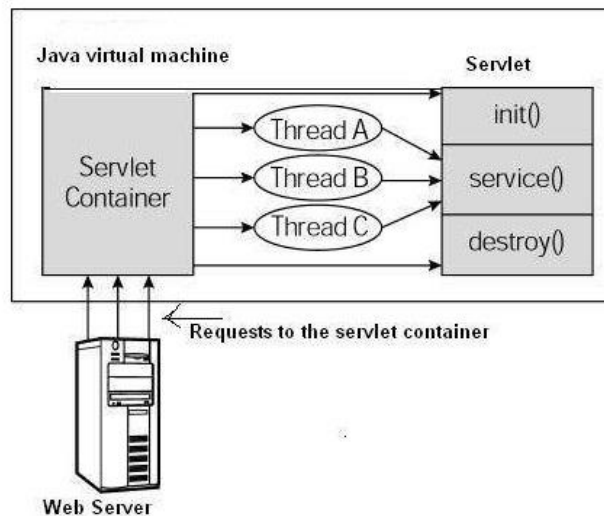 Java virtual machine
Servlet
Servlet
Container
Thread A
Thread B
Thread C
init()
service()
destroy()
Requests to the servlet container
Web Server